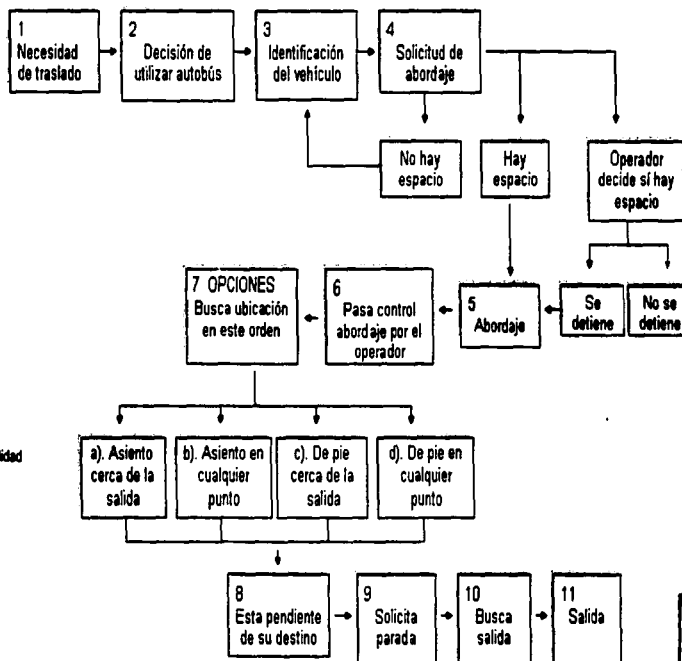 1
Necesidad
de traslado
2
Decisión de
utilizar autobús
3
Identificación
del vehículo
4
Solicitud de
abordaje
No hay
espacio
Hay
espacio
Operador
decide sí hay
espacio
7 OPCIONES
Busca ubicación
en este orden
6
Pasa control
abordaje por el
operador
5
Abordaje
Se
detiene
No se
detiene
a). Asiento
cerca de la
salida
b). Asiento en
cualquier
punto
c). De pie
cerca de la
salida
d). De pie en
cualquier
punto
8
Esta pendiente
de su destino
9
Solicita
parada
10
Busca
salida
11
Salida